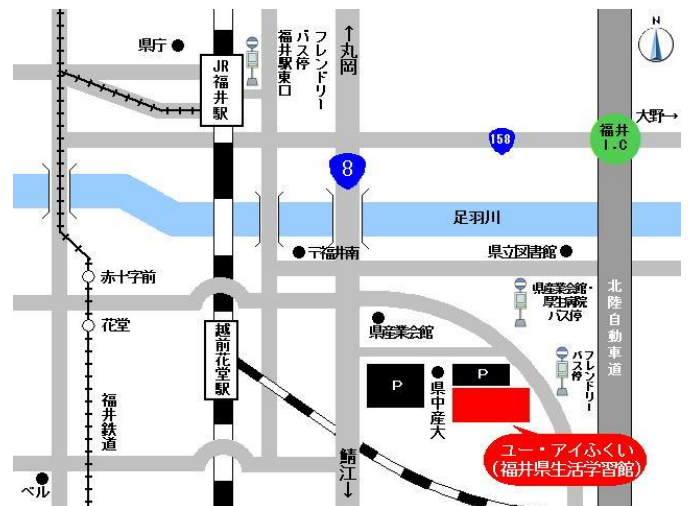 県庁
JR福井駅
フレンドリー
バス停
福井駅東口
↑丸岡
N
大野→
福井
I.C
158
8
足羽川
〒福井南
県立図書館
赤十字前
花堂
福井鉄道
越前花堂駅
県産業会館
県産業会館・
厚生病院
バス停
北陸自動車道
フレンドリー
バス停
P
県中産大
P
ユー・アイふくい
(福井県生活学習館)
鯖江↓
ベル